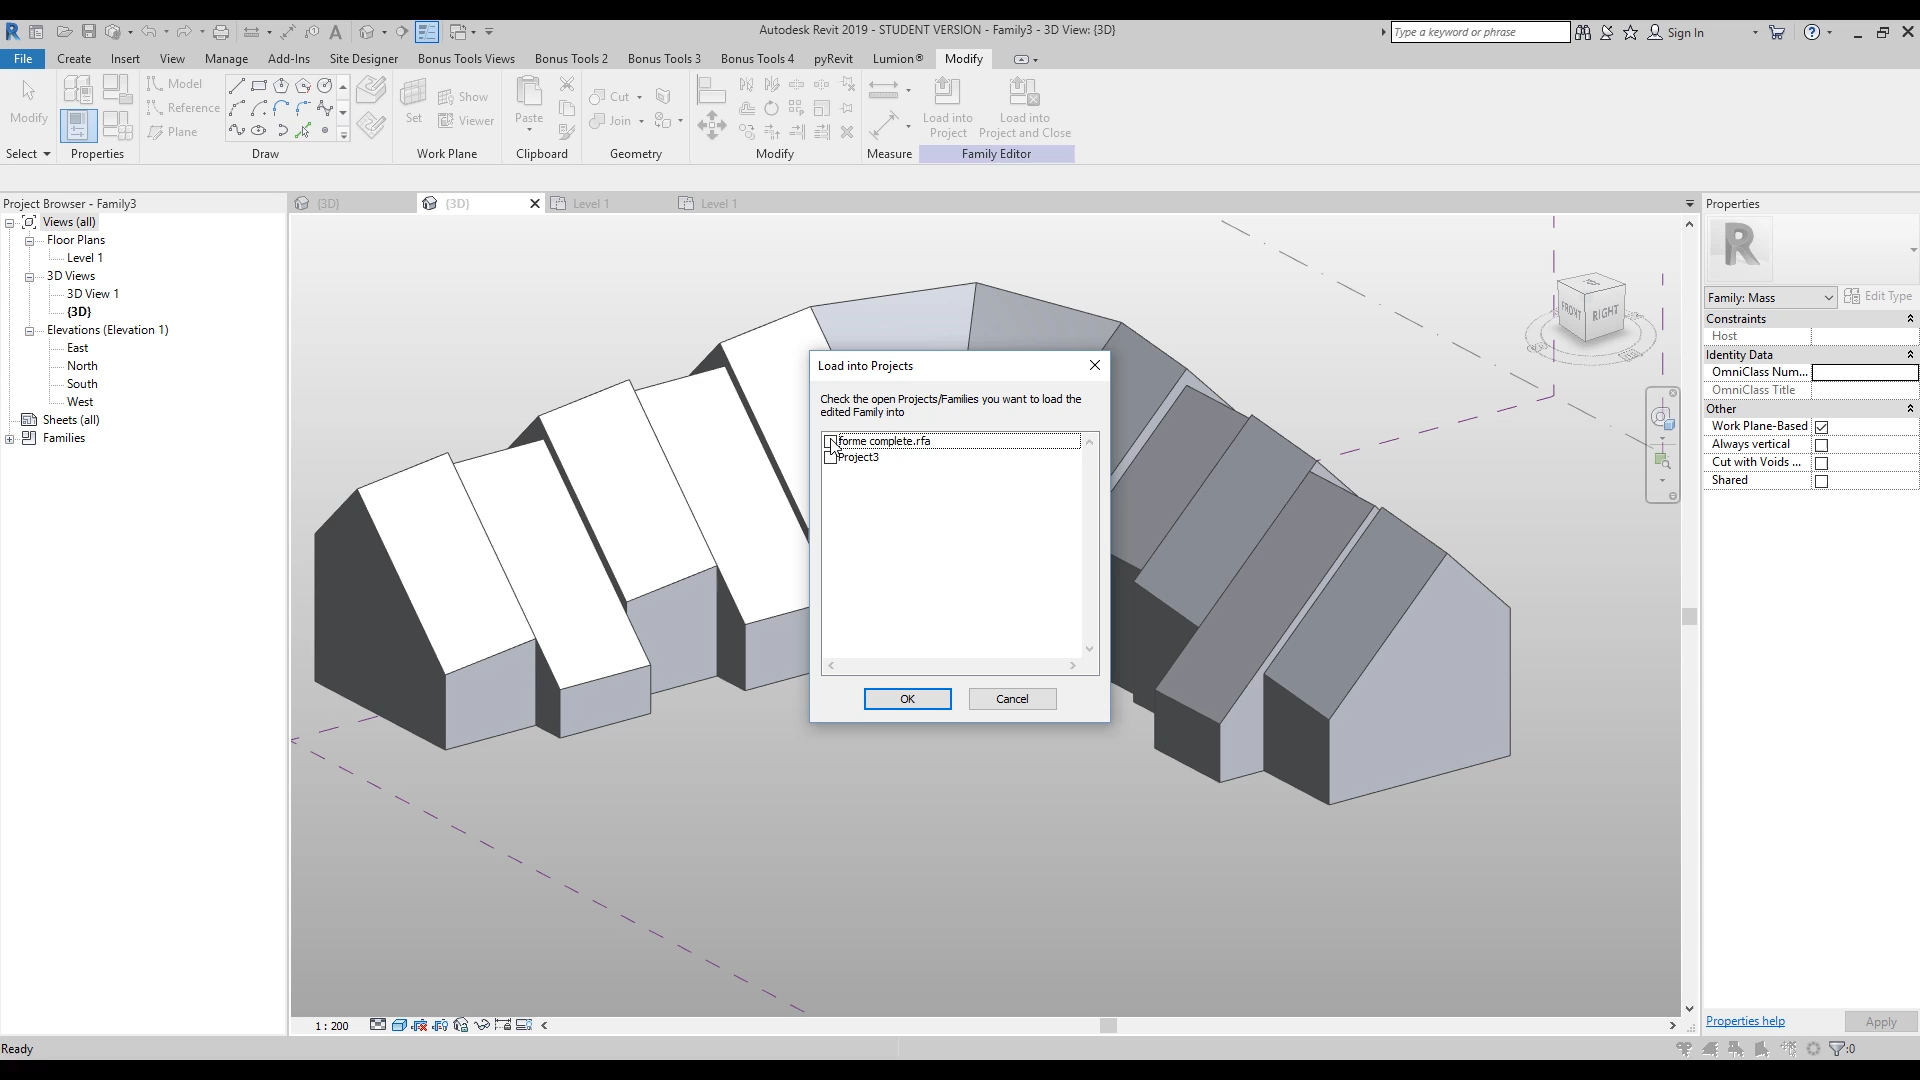 Autodesk Revit 2019 - STUDENT VERSION - Family3 - 3D View: {3D}
Type a keyword or phrase
Sign In
File Create Insert View Manage Add-Ins Site Designer Bonus Tools Views Bonus Tools 2 Bonus Tools 3 Bonus Tools 4 pyRevit Lumion® Modify
Modify
Model
Reference
Plane
Set
Show
Viewer
Paste
Cut
Join
Load into
Project
Load into
Project and Close
Select Properties Draw Work Plane Clipboard Geometry Modify Measure Family Editor
Project Browser - Family3
{3D} {3D} Level 1 Level 1
Properties
Views (all)
Floor Plans
Level 1
3D Views
3D View 1
{3D}
Elevations (Elevation 1)
East
North
South
West
Sheets (all)
Families
FRONT RIGHT
Load into Projects
Check the open Projects/Families you want to load the
edited Family into
forme complete.rfa
Project3
OK Cancel
R
Family: Mass Edit Type
Constraints
Host
Identity Data
OmniClass Num...
OmniClass Title
Other
Work Plane-Based
Always vertical
Cut with Voids ...
Shared
Properties help Apply
1 : 200
Ready
:0